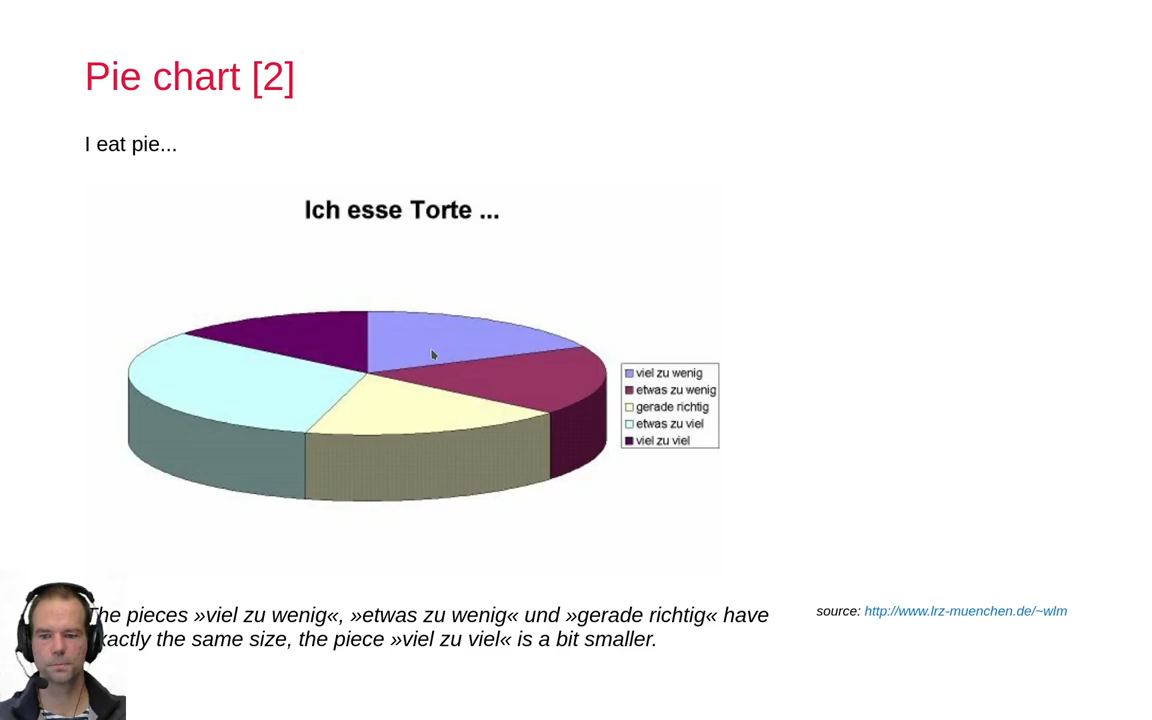 Pie chart [2]
I eat pie...
Ich esse Torte ...
viel zu wenig
etwas zu wenig
gerade richtig
etwas zu viel
viel zu viel
The pieces »viel zu wenig«, »etwas zu wenig« und »gerade richtig« have
exactly the same size, the piece »viel zu viel« is a bit smaller.
source: http://www.lrz-muenchen.de/~wlm